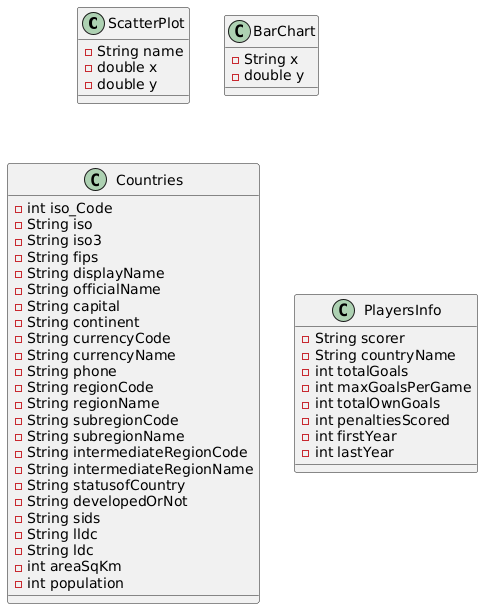 C ScatterPlot
String name
double x
double y
C BarChart
String x
double y
C Countries
int iso_Code
String iso
String iso3
String fips
String displayName
String officialName
String capital
String continent
String currencyCode
String currencyName
String phone
String regionCode
String regionName
String subregionCode
String subregionName
String intermediateRegionCode
String intermediateRegionName
String statusofCountry
String developedOrNot
String sids
String lldc
String ldc
int areaSqKm
int population
C PlayersInfo
String scorer
String countryName
int totalGoals
int maxGoalsPerGame
int totalOwnGoals
int penaltiesScored
int firstYear
int lastYear